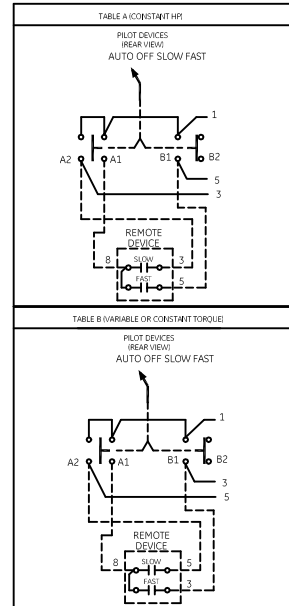 TABLE A (CONSTANT HP)
PILOT DEVICES
(REAR VIEW)
AUTO OFF SLOW FAST
1
A2 A1 B1 B2
5
3
REMOTE
DEVICE
8 SLOW 3
FAST 5
TABLE B (VARIABLE OR CONSTANT TORQUE)
PILOT DEVICES
(REAR VIEW)
AUTO OFF SLOW FAST
1
A2 A1 B1 B2
3
5
REMOTE
DEVICE
8 SLOW 5
FAST 3